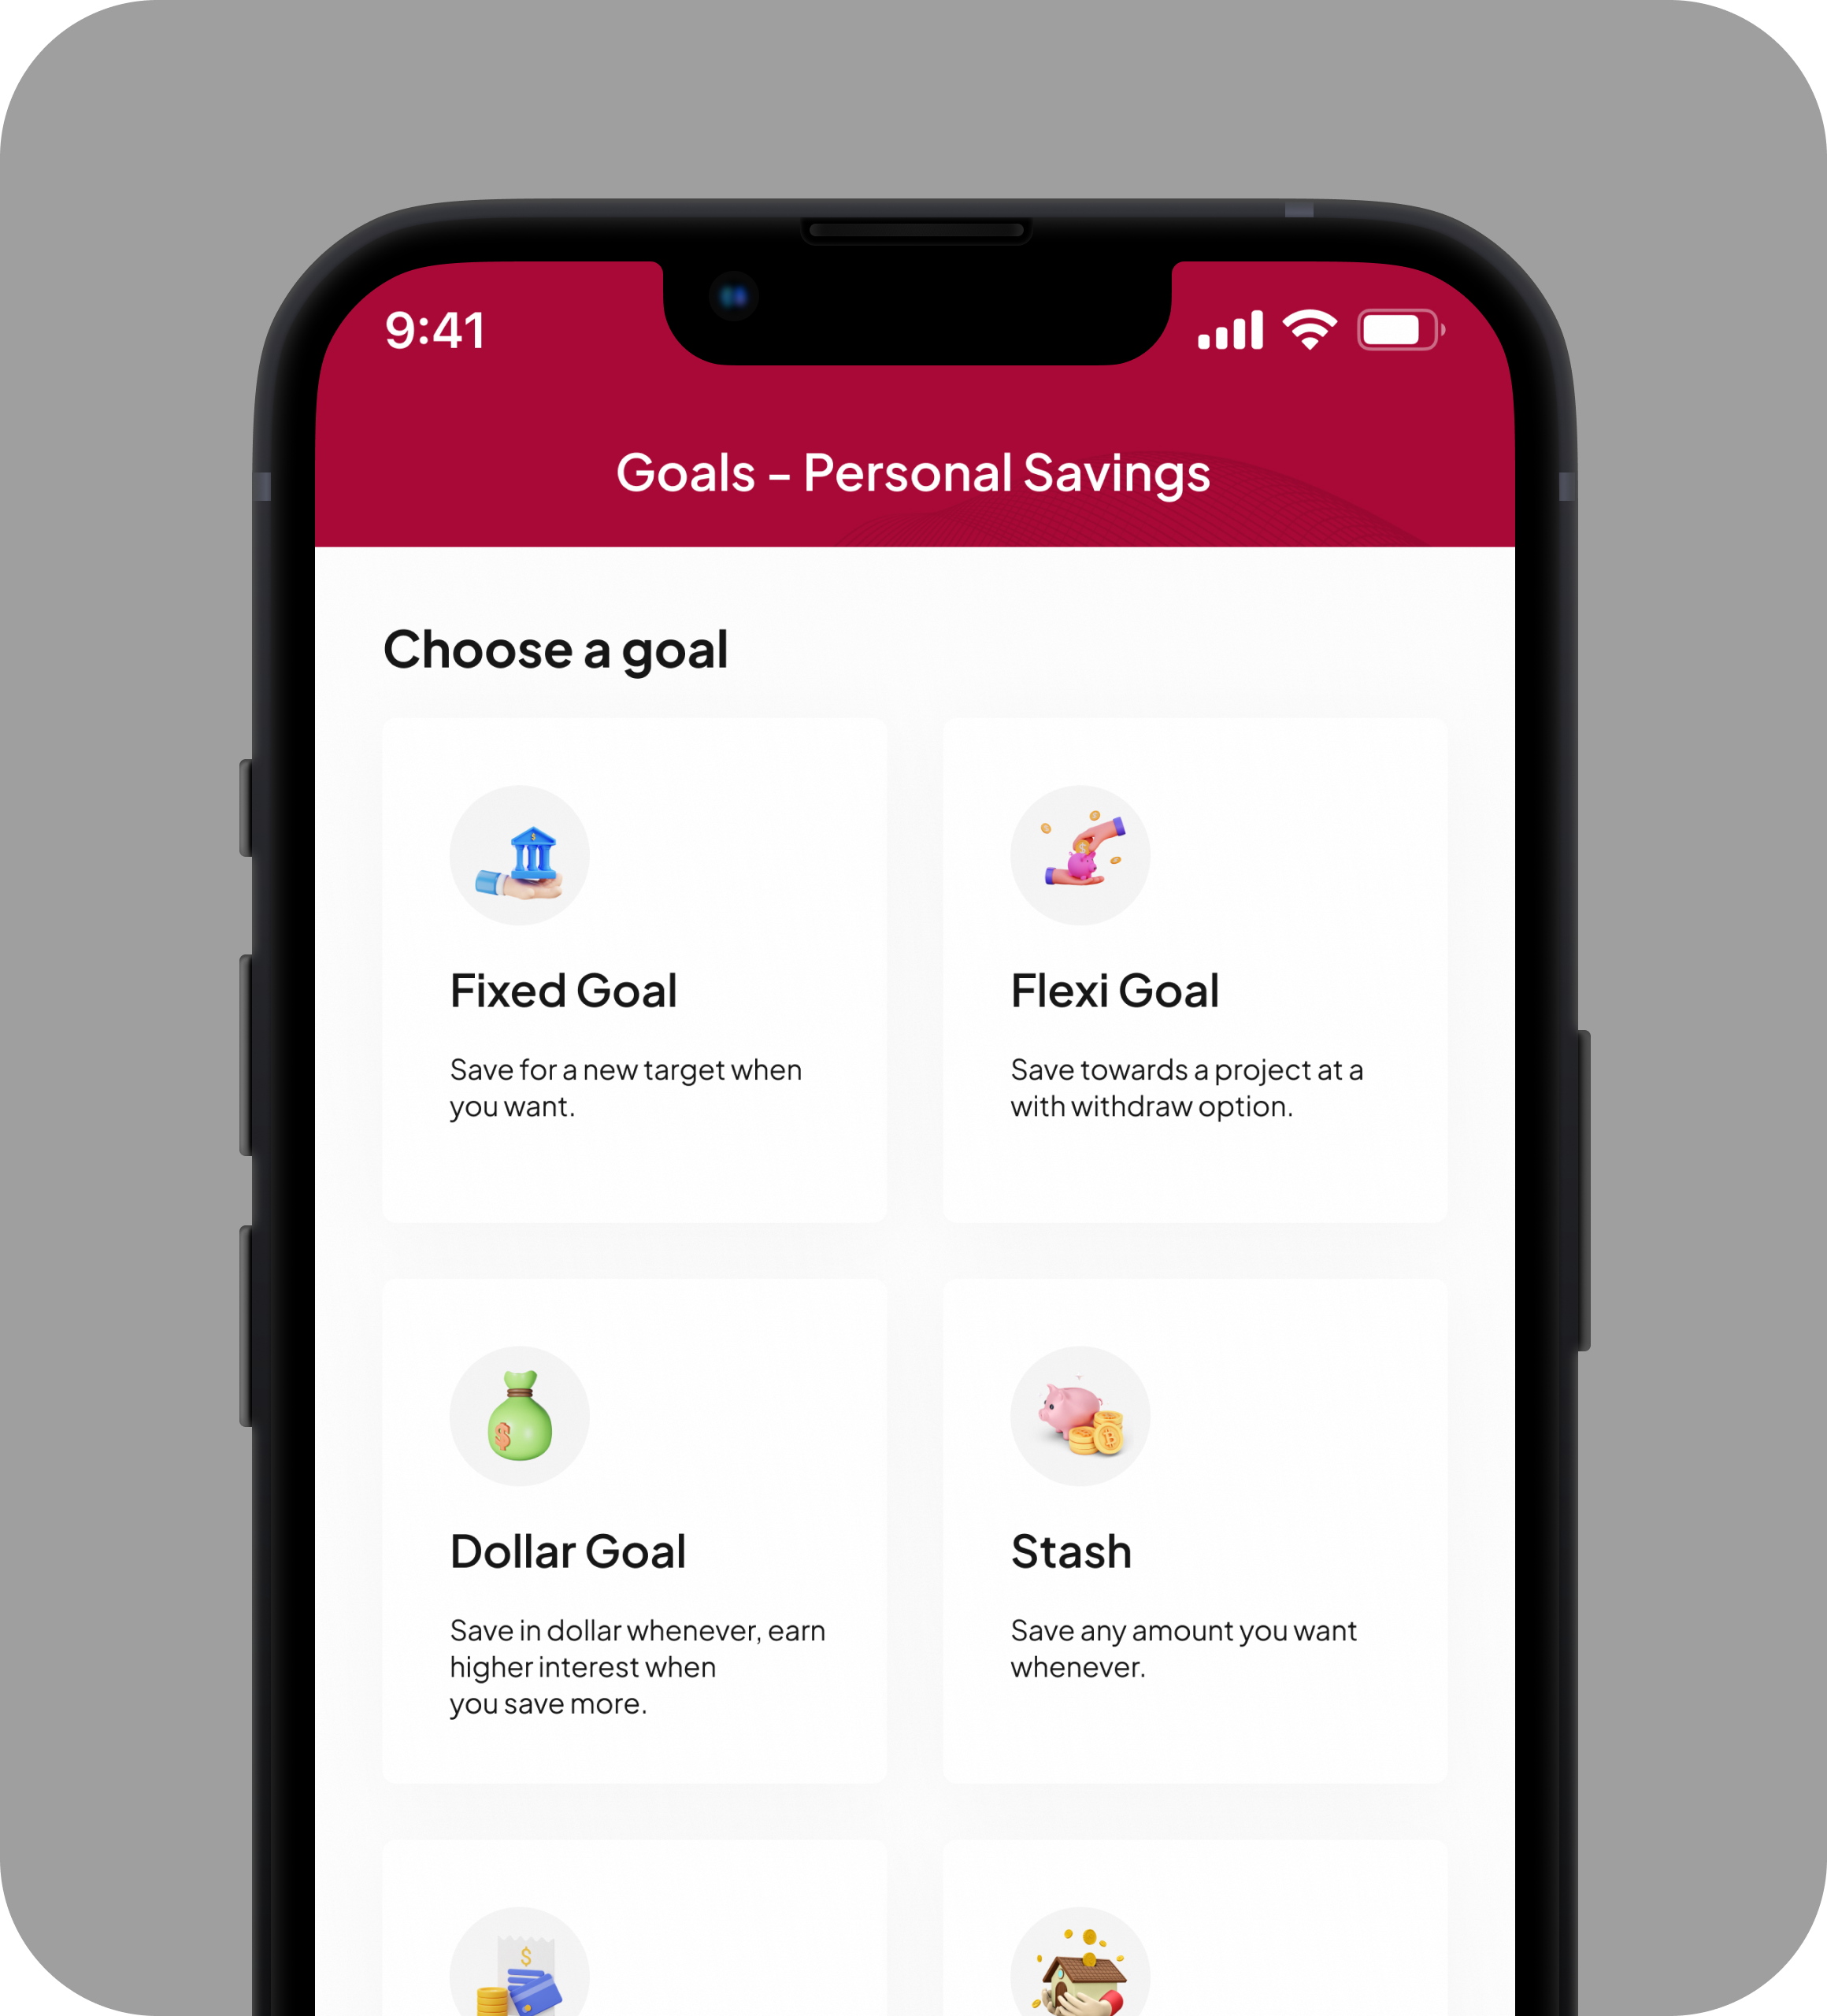 9:41
Goals – Personal Savings
Choose a goal
Fixed Goal
Save for a new target when
you want.
Flexi Goal
Save towards a project at a
with withdraw option.
Dollar Goal
Save in dollar whenever, earn
higher interest when
you save more.
Stash
Save any amount you want
whenever.